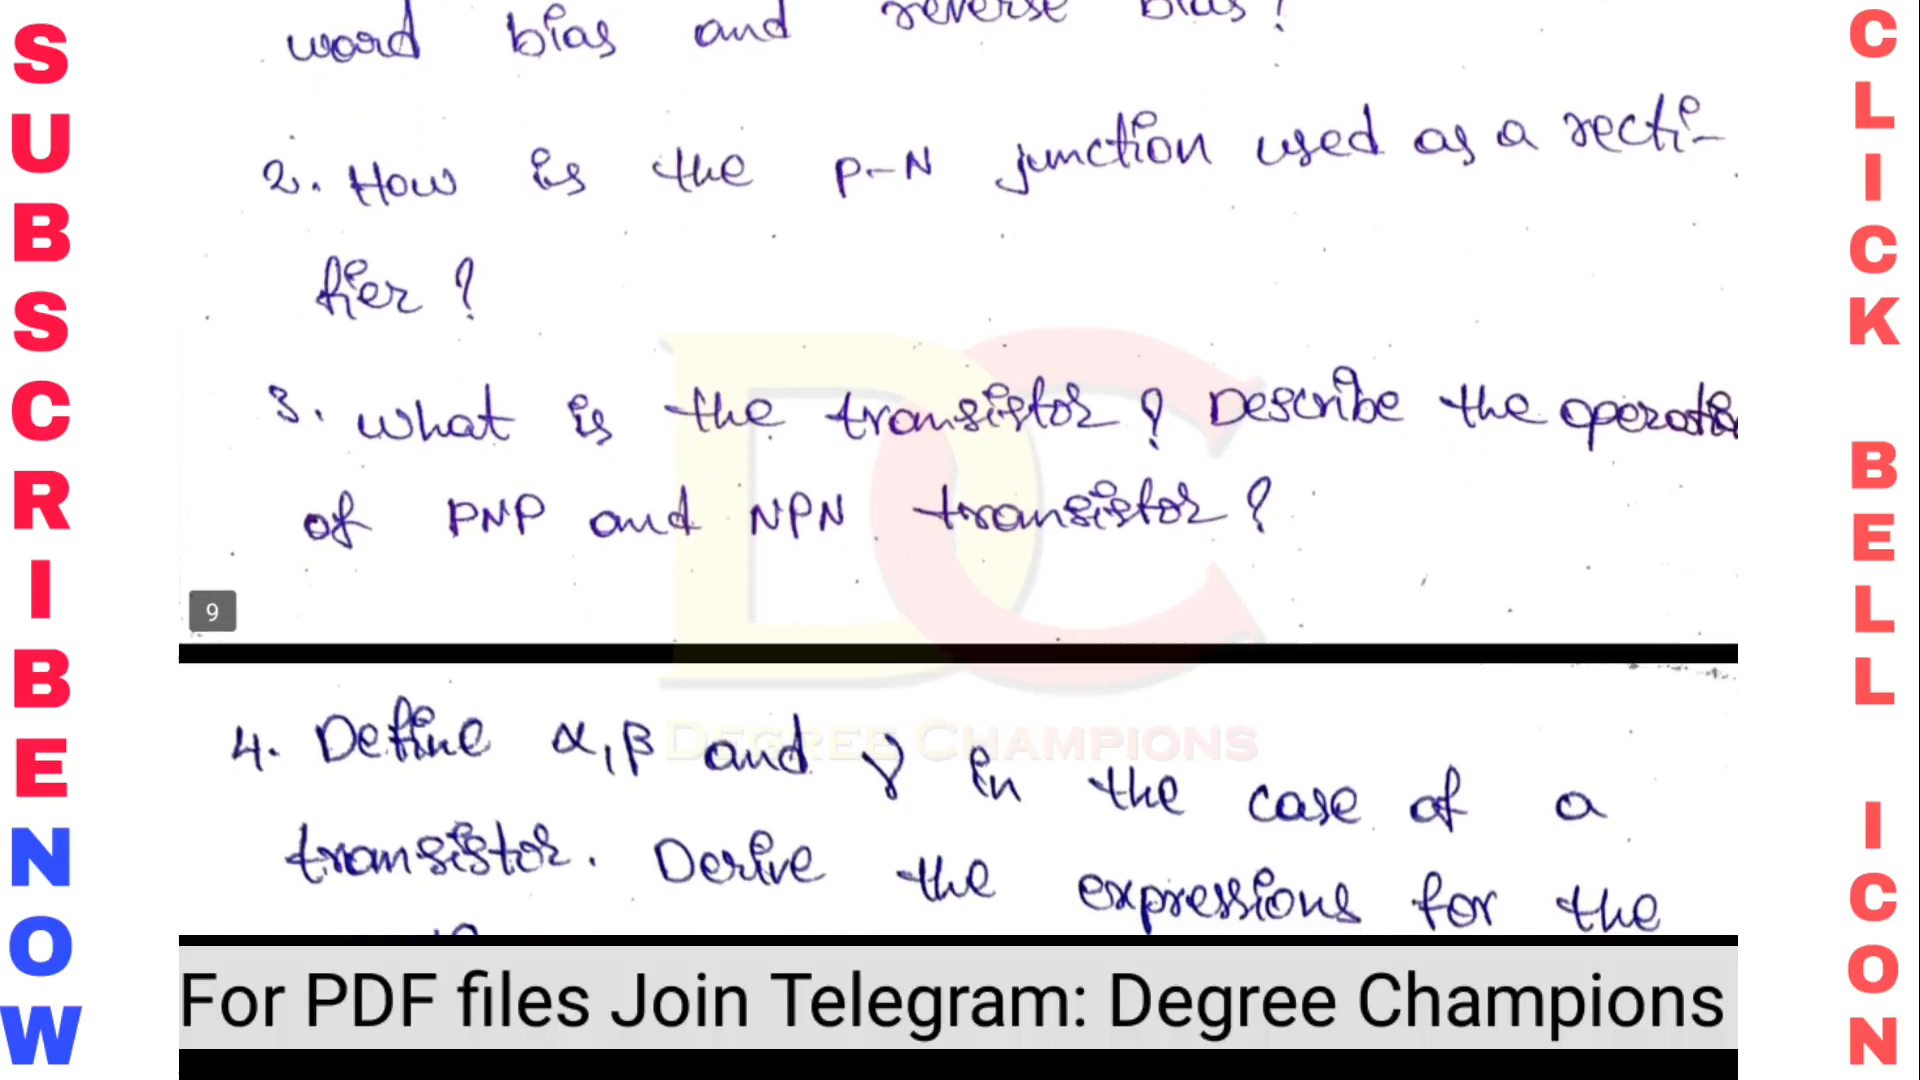 SUBSCRIBE NOW
word bias and reverse bias?
2. How is the P-N junction used as a recti-
fier ?
3. What is the transistor ? Describe the operation
of PNP and NPN transistor ?
9
4. Define α, β and γ in the case of a
transistor. Derive the expressions for the
DEGREE CHAMPIONS
For PDF files Join Telegram: Degree Champions
CLICK BELL ICON